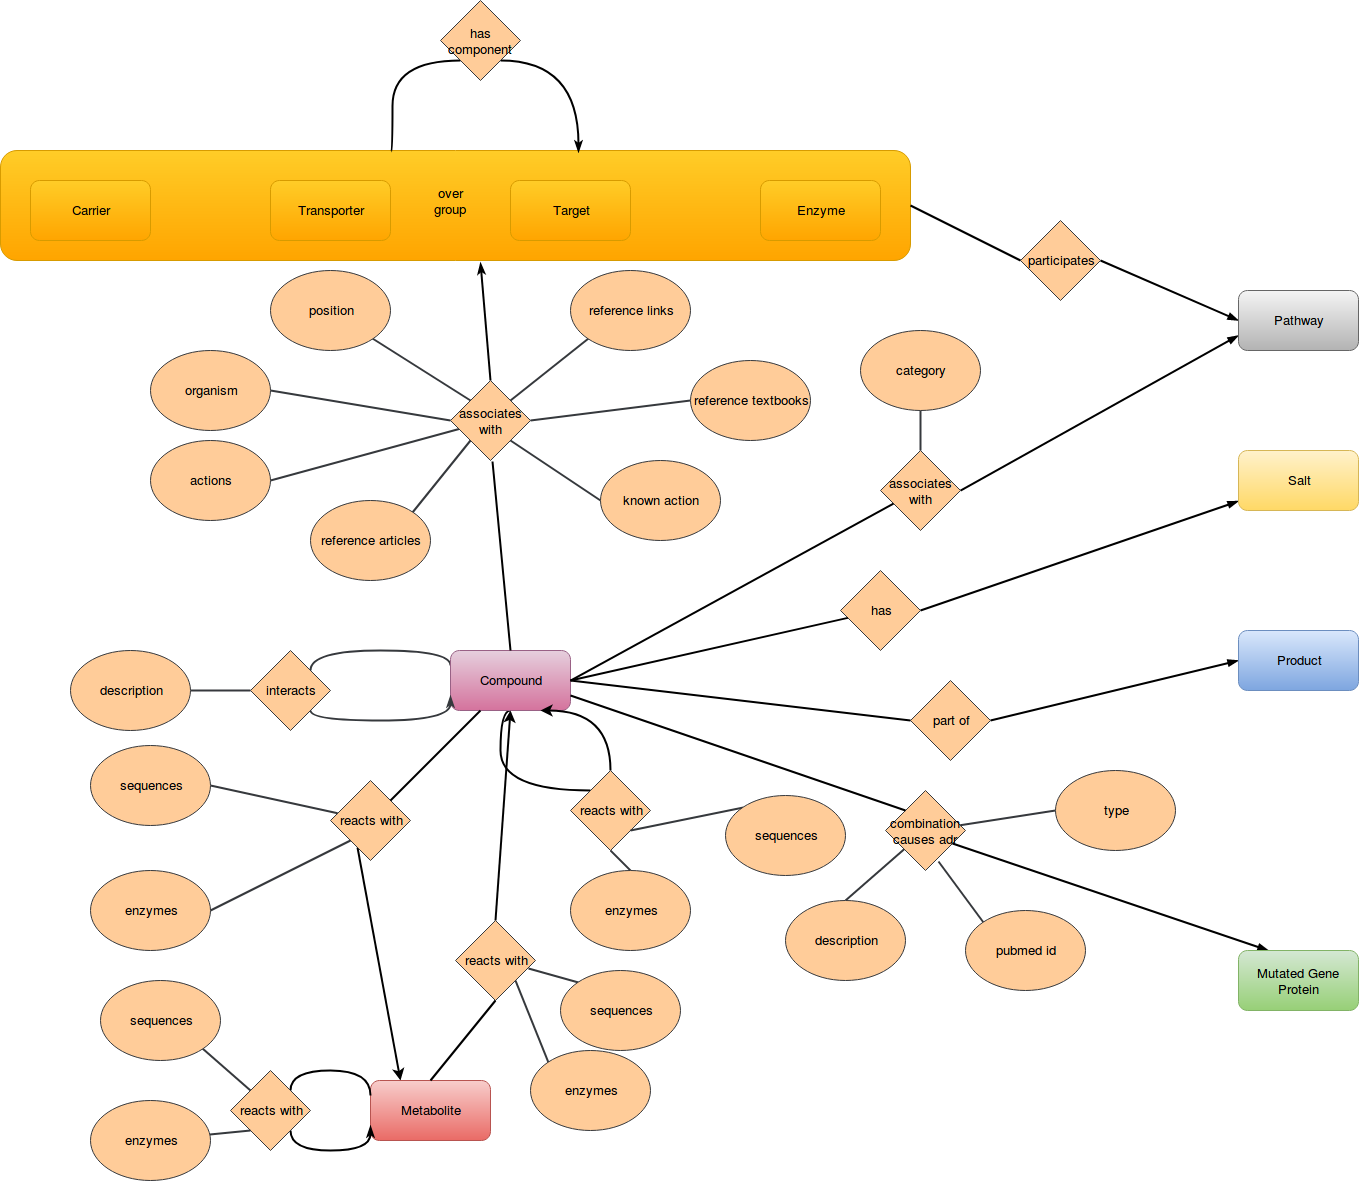 has
component
over
group
Carrier
Transporter
Target
Enzyme
participates
position
reference links
Pathway
category
organism
reference textbooks
associates
with
actions
known action
associates
with
Salt
reference articles
has
description
interacts
Compound
Product
part of
sequences
reacts with
reacts with
sequences
type
combination
causes adr
enzymes
enzymes
description
pubmed id
reacts with
Mutated Gene
Protein
sequences
sequences
enzymes
reacts with
Metabolite
enzymes